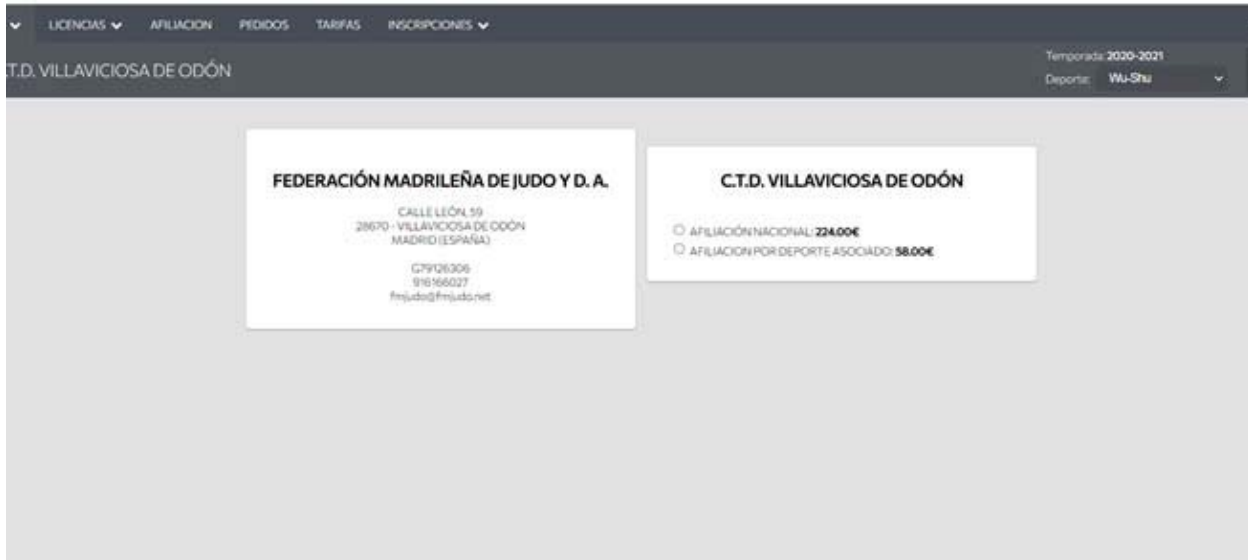 LICENCIAS AFILIACION PEDIDOS TARIFAS INSCRIPCIONES
.T.D. VILLAVICIOSA DE ODÓN
Temporada: 2020-2021
Deporte: Wu-Shu
FEDERACIÓN MADRILEÑA DE JUDO Y D. A.
CALLE LEÓN, 59
28670 - VILLAVICIOSA DE ODÓN
MADRID (ESPAÑA)
G79126306
916166027
fmjudo@fmjudo.net
C.T.D. VILLAVICIOSA DE ODÓN
AFILIACIÓN NACIONAL: 224.00€
AFILIACION POR DEPORTE ASOCIADO: 58.00€